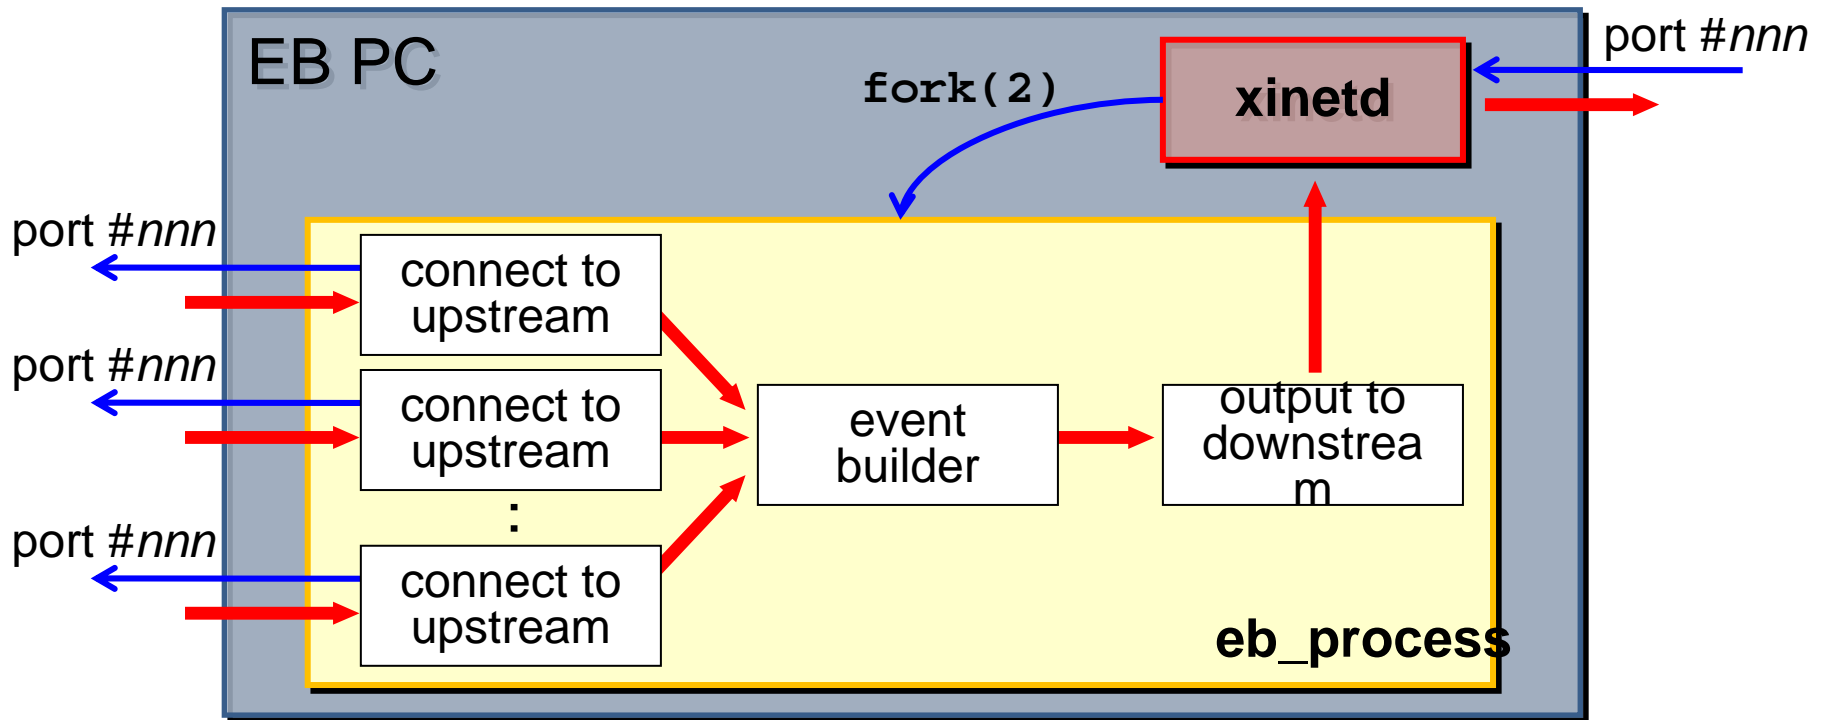 EB PC
port #nnn
fork(2)
xinetd
port #nnn
connect to
upstream
port #nnn
connect to
upstream
event
builder
output to
downstrea
m
:
port #nnn
connect to
upstream
eb_process